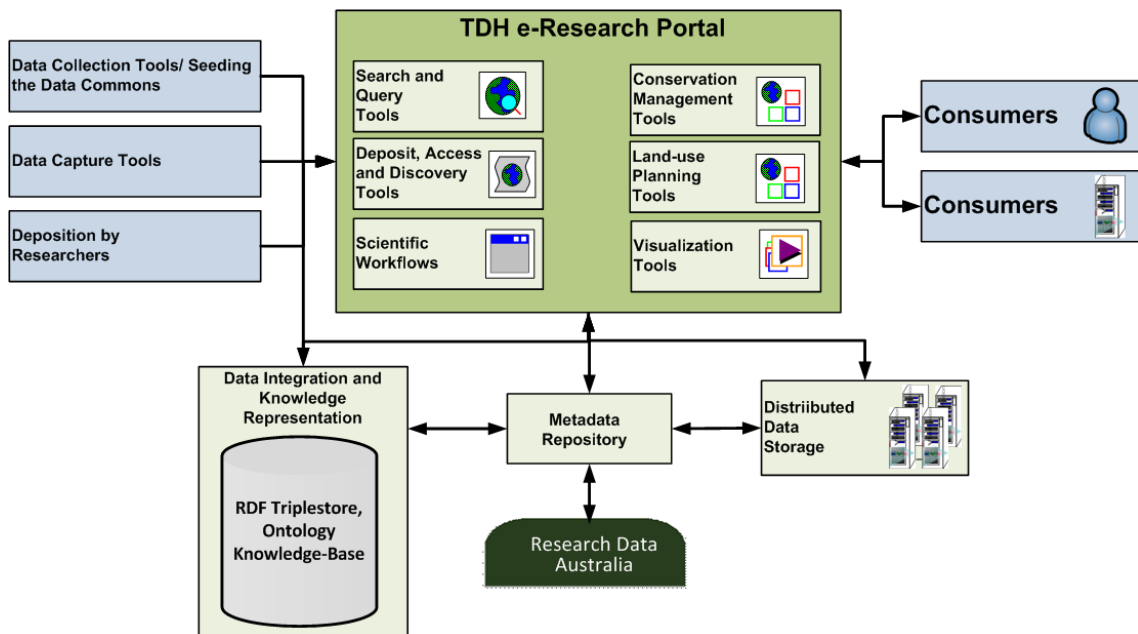 TDH e-Research Portal
Data Collection Tools/ Seeding
the Data Commons
Data Capture Tools
Deposition by
Researchers
Search and
Query
Tools
Deposit, Access
and Discovery
Tools
Scientific
Workflows
Conservation
Management
Tools
Land-use
Planning
Tools
Visualization
Tools
Consumers
Consumers
Data Integration and
Knowledge
Representation
RDF Triplestore,
Ontology
Knowledge-Base
Metadata
Repository
Distriibuted
Data
Storage
Research Data
Australia